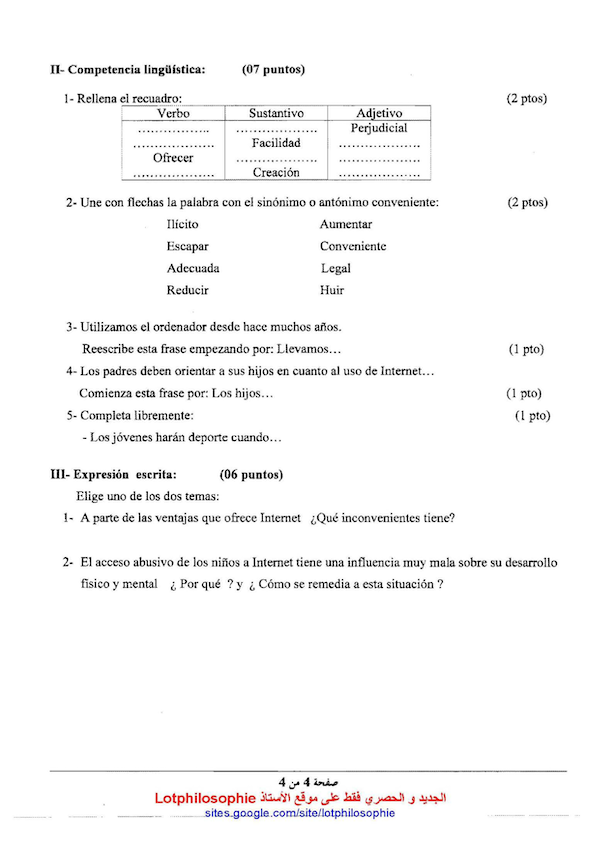 II- Competencia lingüística: (07 puntos)
1- Rellena el recuadro: (2 ptos)
Verbo Sustantivo Adjetivo
................. ................... Perjudicial
................... Facilidad ...................
Ofrecer ................... ...................
................... Creación ...................
2- Une con flechas la palabra con el sinónimo o antónimo conveniente: (2 ptos)
Ilícito Aumentar
Escapar Conveniente
Adecuada Legal
Reducir Huir
3- Utilizamos el ordenador desde hace muchos años.
Reescribe esta frase empezando por: Llevamos... (1 pto)
4- Los padres deben orientar a sus hijos en cuanto al uso de Internet...
Comienza esta frase por: Los hijos... (1 pto)
5- Completa libremente: (1 pto)
- Los jóvenes harán deporte cuando...
III- Expresión escrita: (06 puntos)
Elige uno de los dos temas:
1- A parte de las ventajas que ofrece Internet ¿Qué inconvenientes tiene?
2- El acceso abusivo de los niños a Internet tiene una influencia muy mala sobre su desarrollo
físico y mental ¿ Por qué ? y ¿ Cómo se remedia a esta situación ?
صفحة 4 من 4
الجديد و الحصري فقط على موقع الأستاذ Lotphilosophie
sites.google.com/site/lotphilosophie